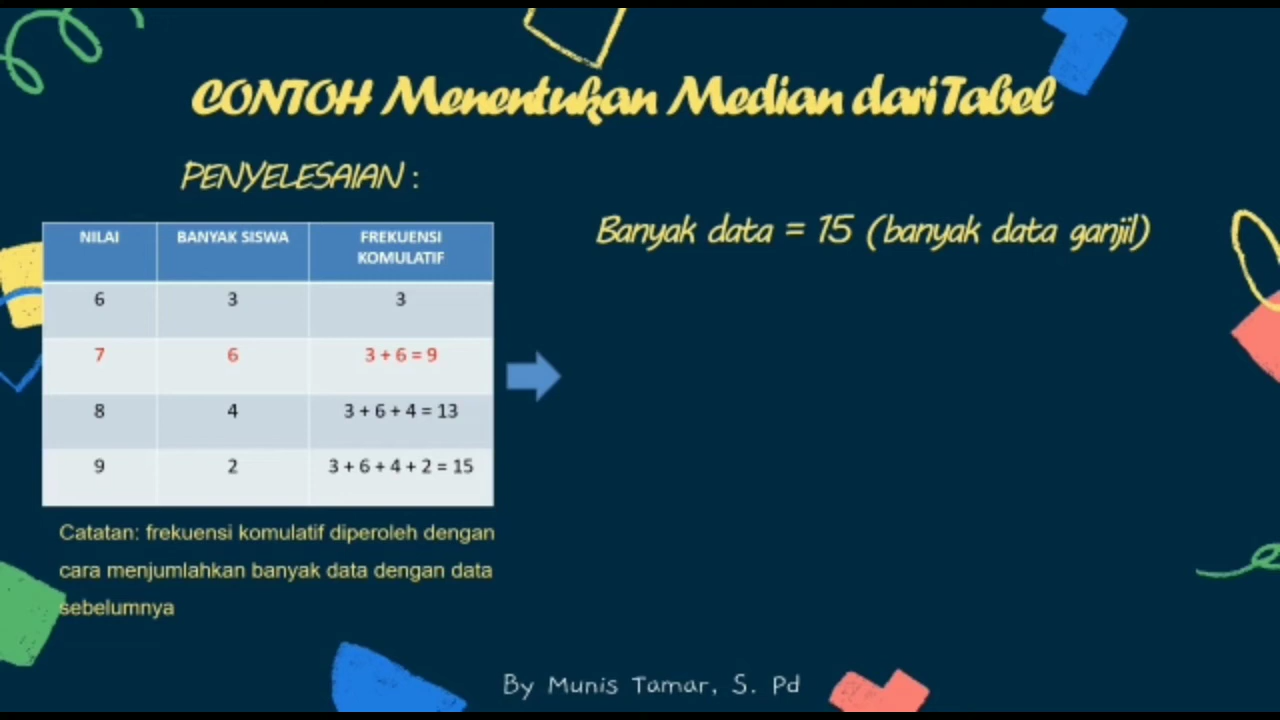 CONTOH Menentukan Median dari Tabel
PENYELESAIAN :
Banyak data = 15 (banyak data ganjil)
NILAI BANYAK SISWA FREKUENSI KOMULATIF
6 3 3
7 6 3 + 6 = 9
8 4 3 + 6 + 4 = 13
9 2 3 + 6 + 4 + 2 = 15
Catatan: frekuensi komulatif diperoleh dengan
cara menjumlahkan banyak data dengan data
sebelumnya
By Munis Tamar, S. Pd